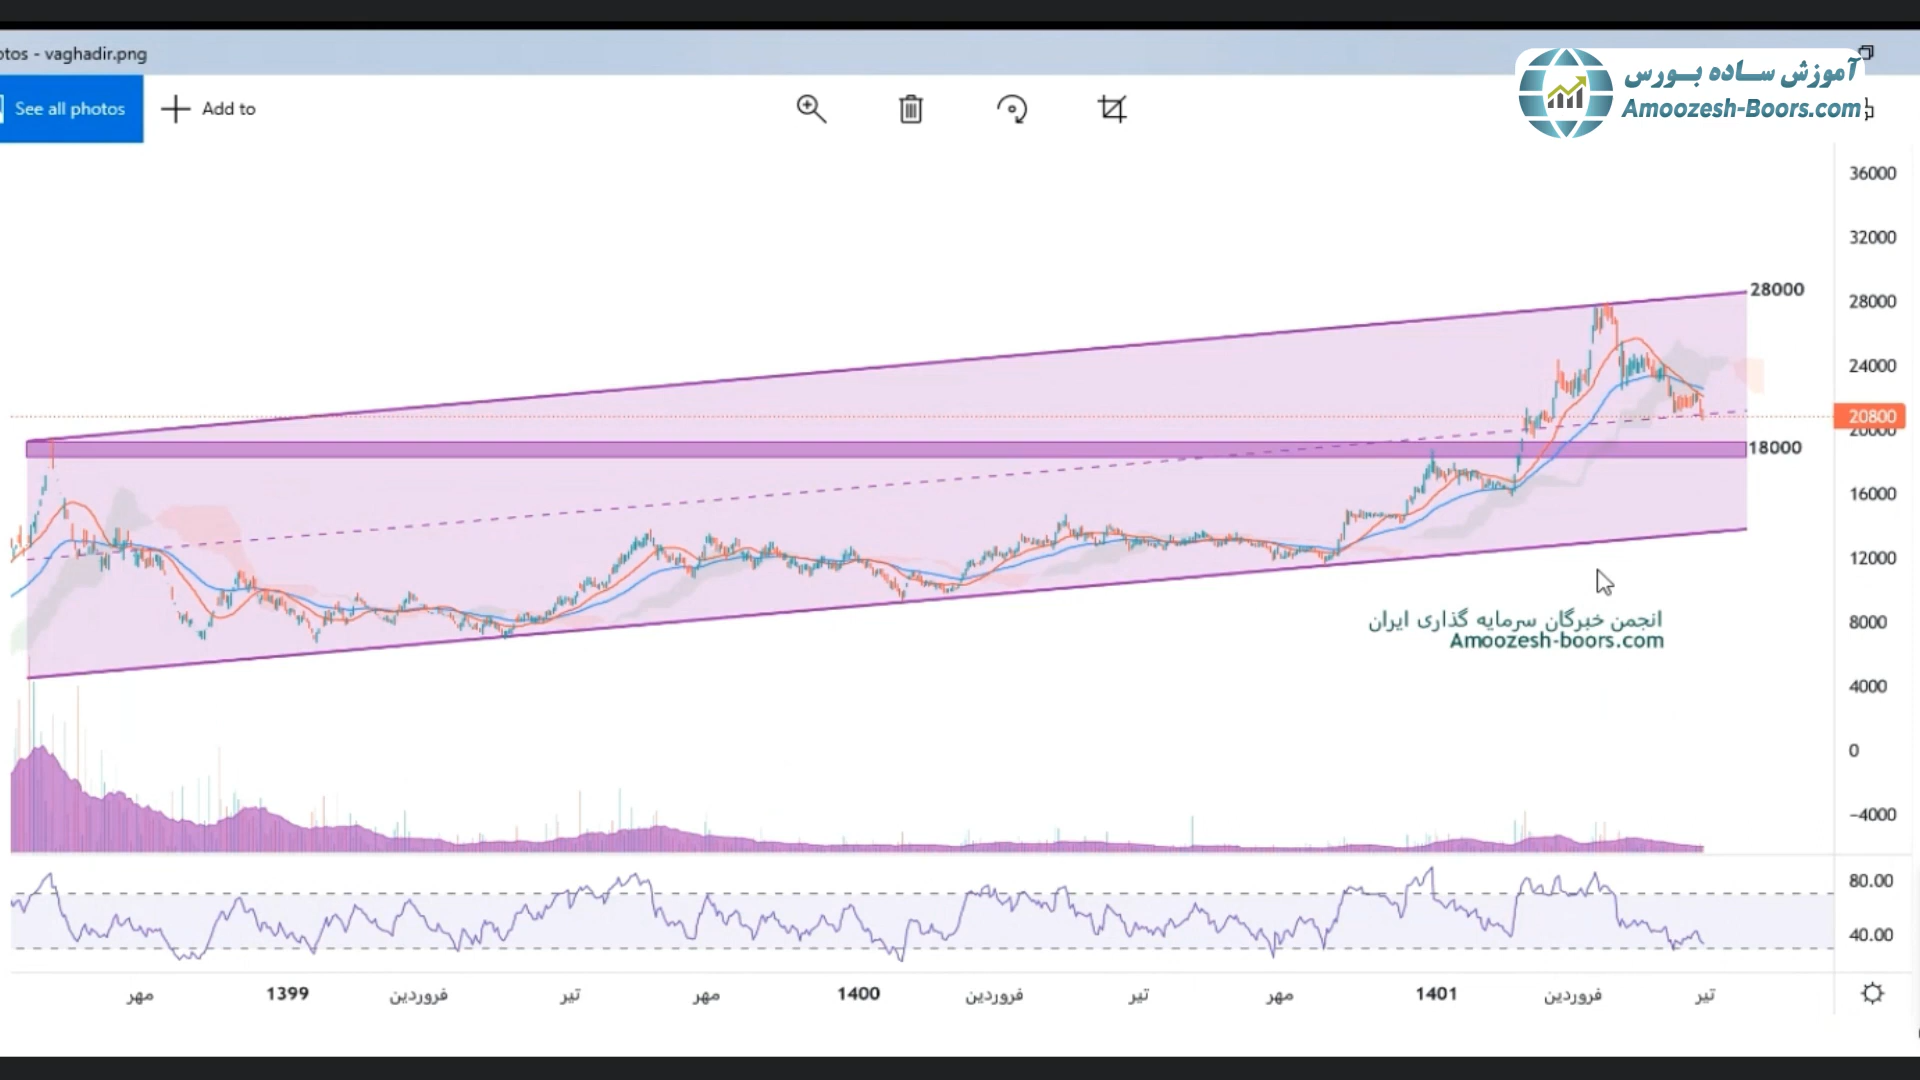 otos - vaghadir.png
آموزش ساده بورس
Amoozesh-Boors.com
See all photos
Add to
36000
32000
28000
28000
24000
20800
20000
18000
16000
12000
انجمن خبرگان سرمایه گذاری ایران
Amoozesh-boors.com
8000
4000
0
-4000
80.00
40.00
مهر
1399
فروردین
تیر
مهر
1400
فروردین
تیر
مهر
1401
فروردین
تیر